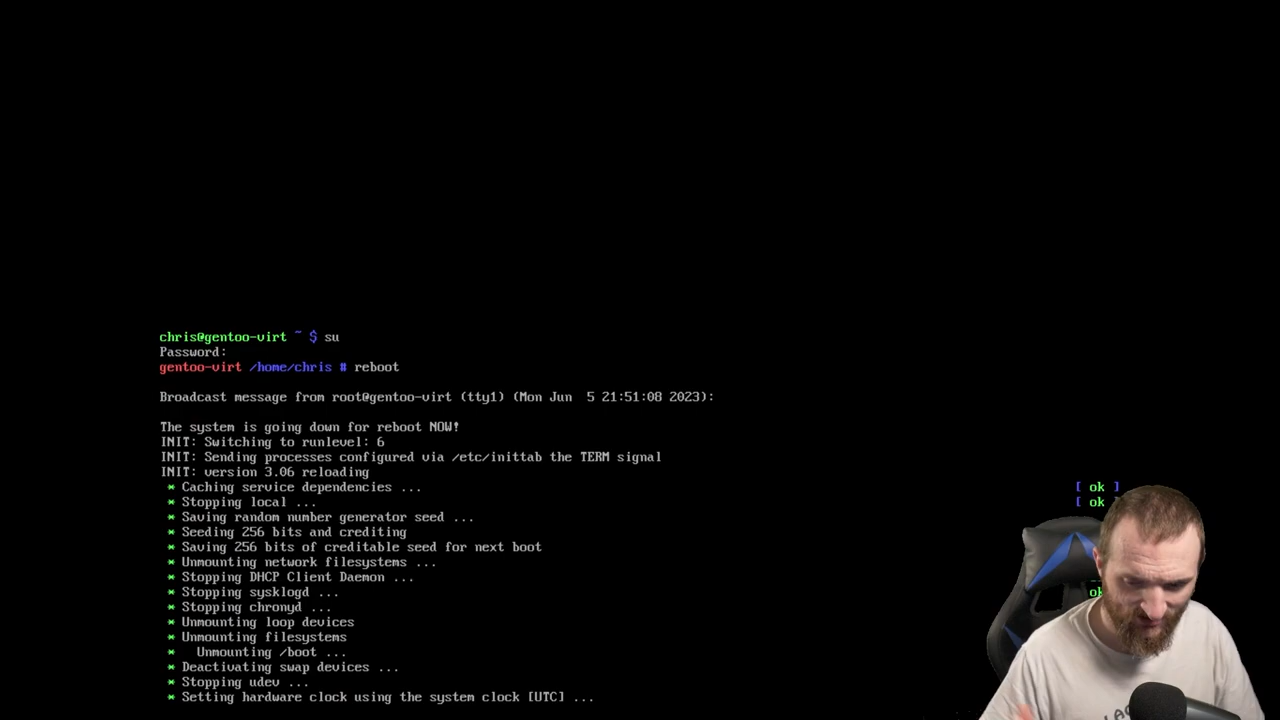 chris@gentoo-virt ~ $ su
Password:
gentoo-virt /home/chris # reboot
Broadcast message from root@gentoo-virt (tty1) (Mon Jun  5 21:51:08 2023):
The system is going down for reboot NOW!
INIT: Switching to runlevel: 6
INIT: Sending processes configured via /etc/inittab the TERM signal
INIT: version 3.06 reloading
* Caching service dependencies ... [ ok ]
* Stopping local ... [ ok ]
* Saving random number generator seed ...
* Seeding 256 bits and crediting
* Saving 256 bits of creditable seed for next boot
* Unmounting network filesystems ...
* Stopping DHCP Client Daemon ...
* Stopping sysklogd ... ok
* Stopping chronyd ...
* Unmounting loop devices
* Unmounting filesystems
*   Unmounting /boot ...
* Deactivating swap devices ...
* Stopping udev ...
* Setting hardware clock using the system clock [UTC] ...